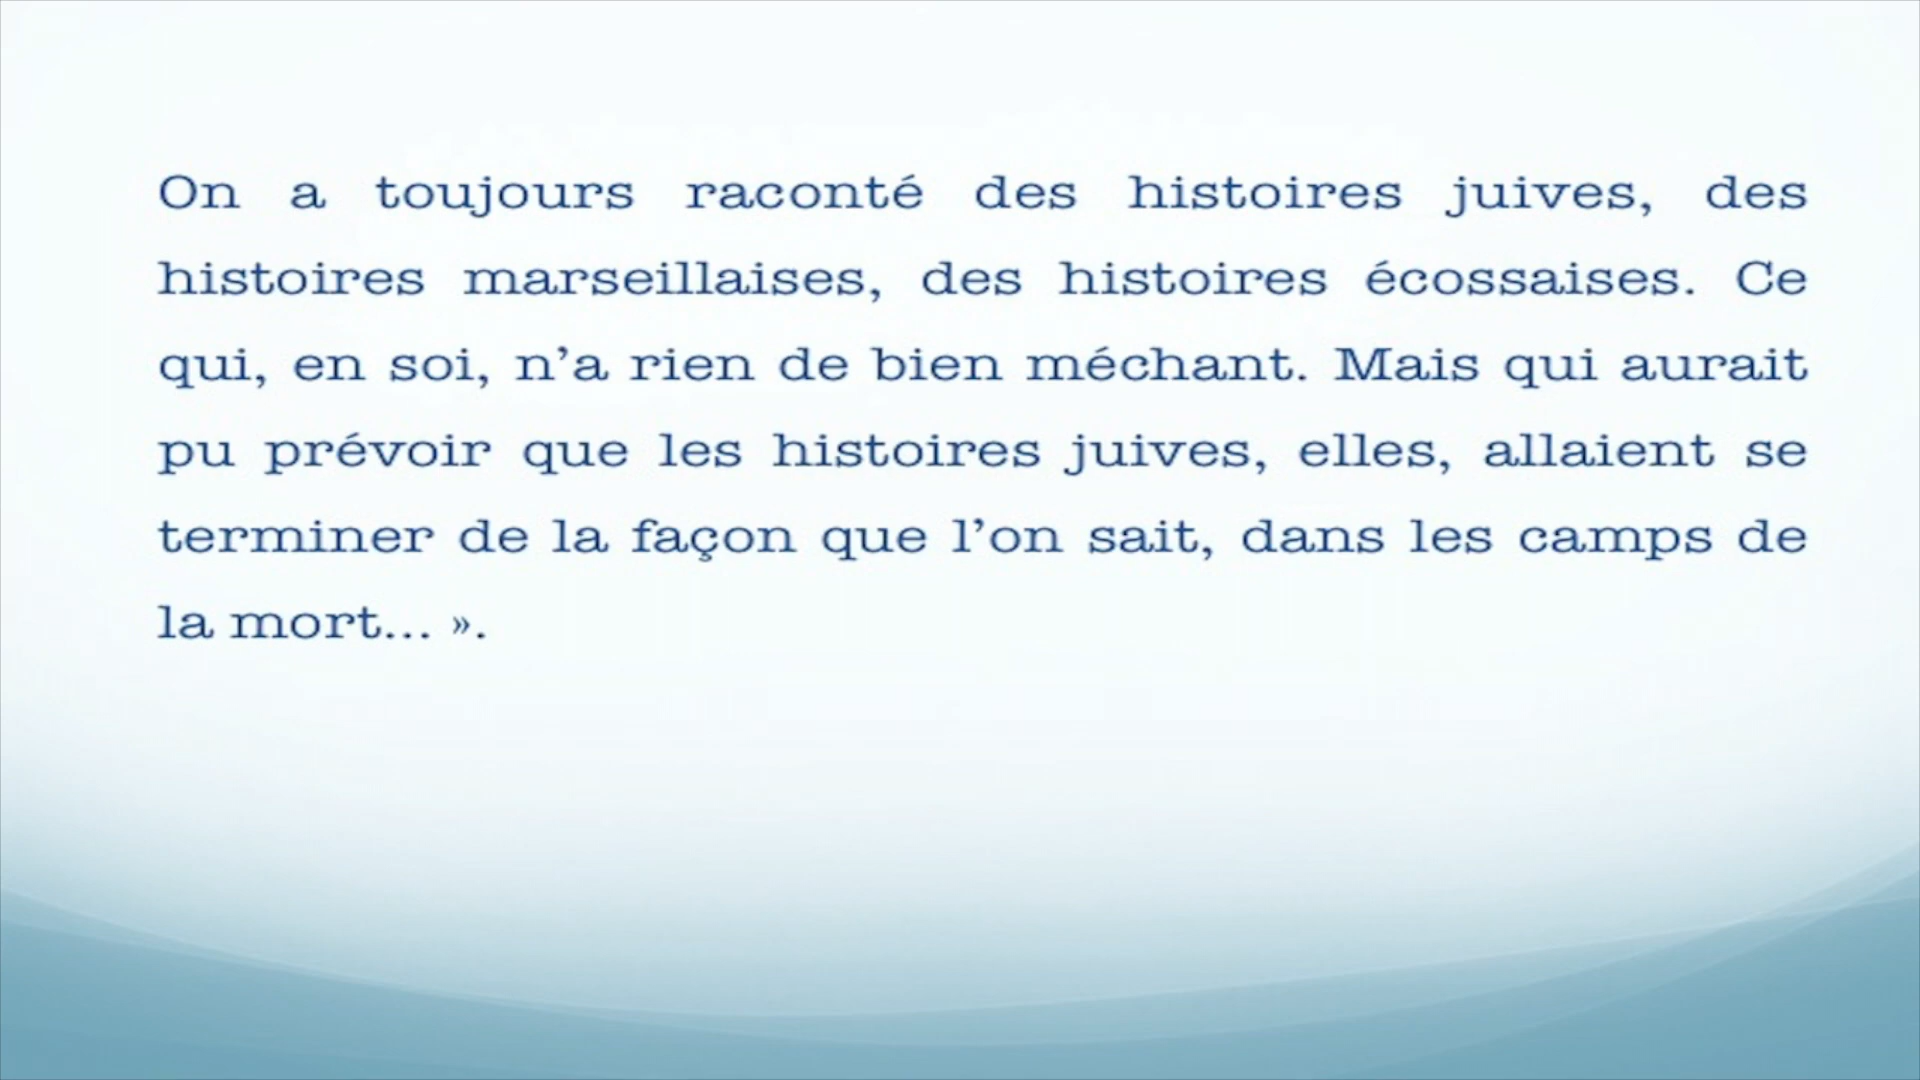 On a toujours raconté des histoires juives, des
histoires marseillaises, des histoires écossaises. Ce
qui, en soi, n’a rien de bien méchant. Mais qui aurait
pu prévoir que les histoires juives, elles, allaient se
terminer de la façon que l’on sait, dans les camps de
la mort... ».